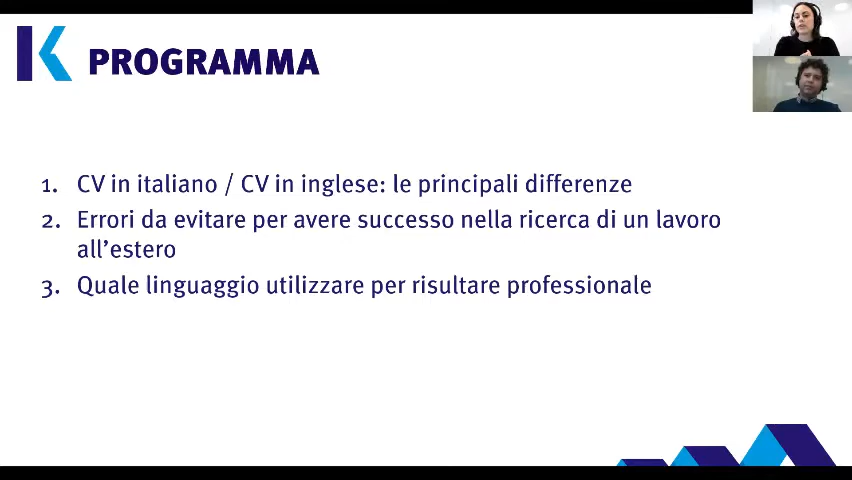 K PROGRAMMA
1. CV in italiano / CV in inglese: le principali differenze
2. Errori da evitare per avere successo nella ricerca di un lavoro
all’estero
3. Quale linguaggio utilizzare per risultare professionale